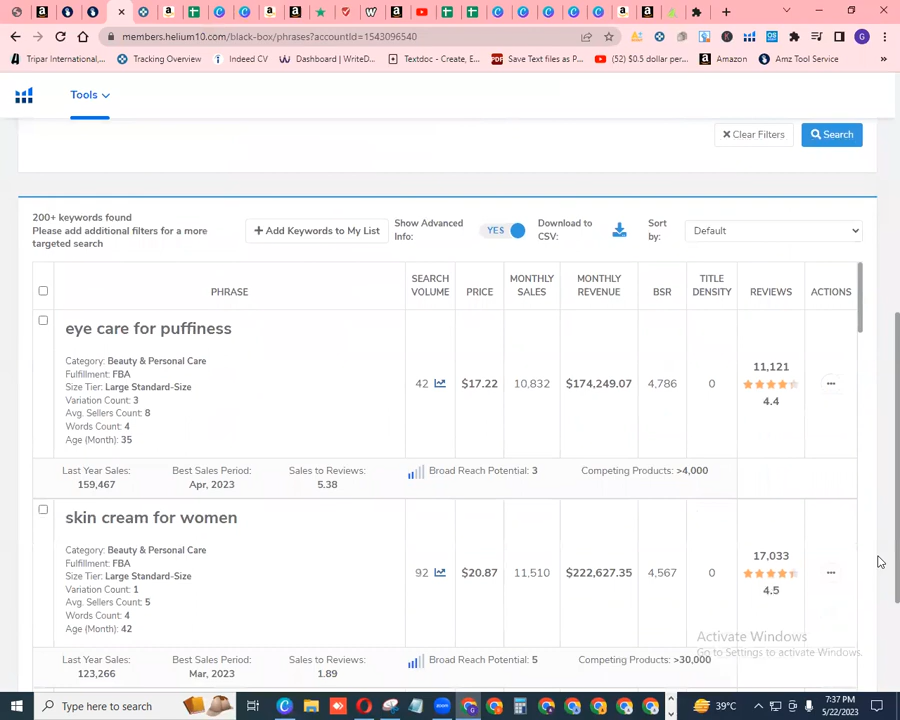 members.helium10.com/black-box/phrases?accountId=1543096540
Tripar International,... Tracking Overview Indeed CV Dashboard | WriteD... Textdoc - Create, E... Save Text files as P... (52) $0.5 dollar per... Amazon Amz Tool Service »
Tools
Clear Filters Search
200+ keywords found
Please add additional filters for a more
targeted search
+ Add Keywords to My List
Show Advanced
Info:
YES
Download to
CSV:
Sort
by:
Default
PHRASE
SEARCH
VOLUME
PRICE
MONTHLY
SALES
MONTHLY
REVENUE
BSR
TITLE
DENSITY
REVIEWS
ACTIONS
eye care for puffiness
Category: Beauty & Personal Care
Fulfillment: FBA
Size Tier: Large Standard-Size
Variation Count: 3
Avg. Sellers Count: 8
Words Count: 4
Age (Month): 35
42
$17.22
10,832
$174,249.07
4,786
0
11,121
4.4
Last Year Sales:
159,467
Best Sales Period:
Apr, 2023
Sales to Reviews:
5.38
Broad Reach Potential: 3
Competing Products: >4,000
skin cream for women
Category: Beauty & Personal Care
Fulfillment: FBA
Size Tier: Large Standard-Size
Variation Count: 1
Avg. Sellers Count: 5
Words Count: 4
Age (Month): 42
92
$20.87
11,510
$222,627.35
4,567
0
17,033
4.5
Last Year Sales:
123,266
Best Sales Period:
Mar, 2023
Sales to Reviews:
1.89
Broad Reach Potential: 5
Competing Products: >30,000
Activate Windows
Go to Settings to activate Windows.
Type here to search
39°C
7:37 PM
5/22/2023